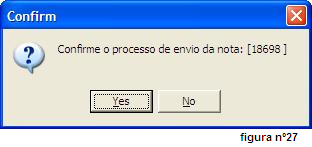 Confirm
Confirme o processo de envio da nota: [18698 ]
Yes No
figura nº27